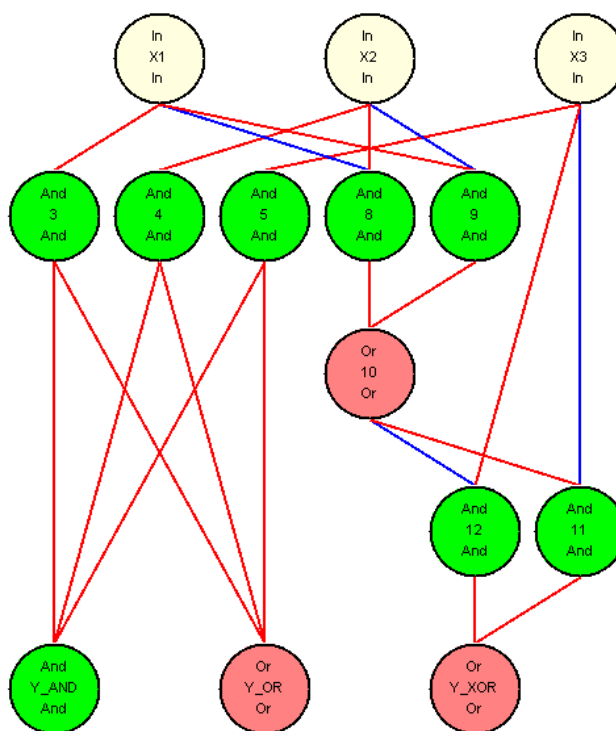 In
X1
In
In
X2
In
In
X3
In
And
3
And
And
4
And
And
5
And
And
8
And
And
9
And
Or
10
Or
And
12
And
And
11
And
And
Y_AND
And
Or
Y_OR
Or
Or
Y_XOR
Or